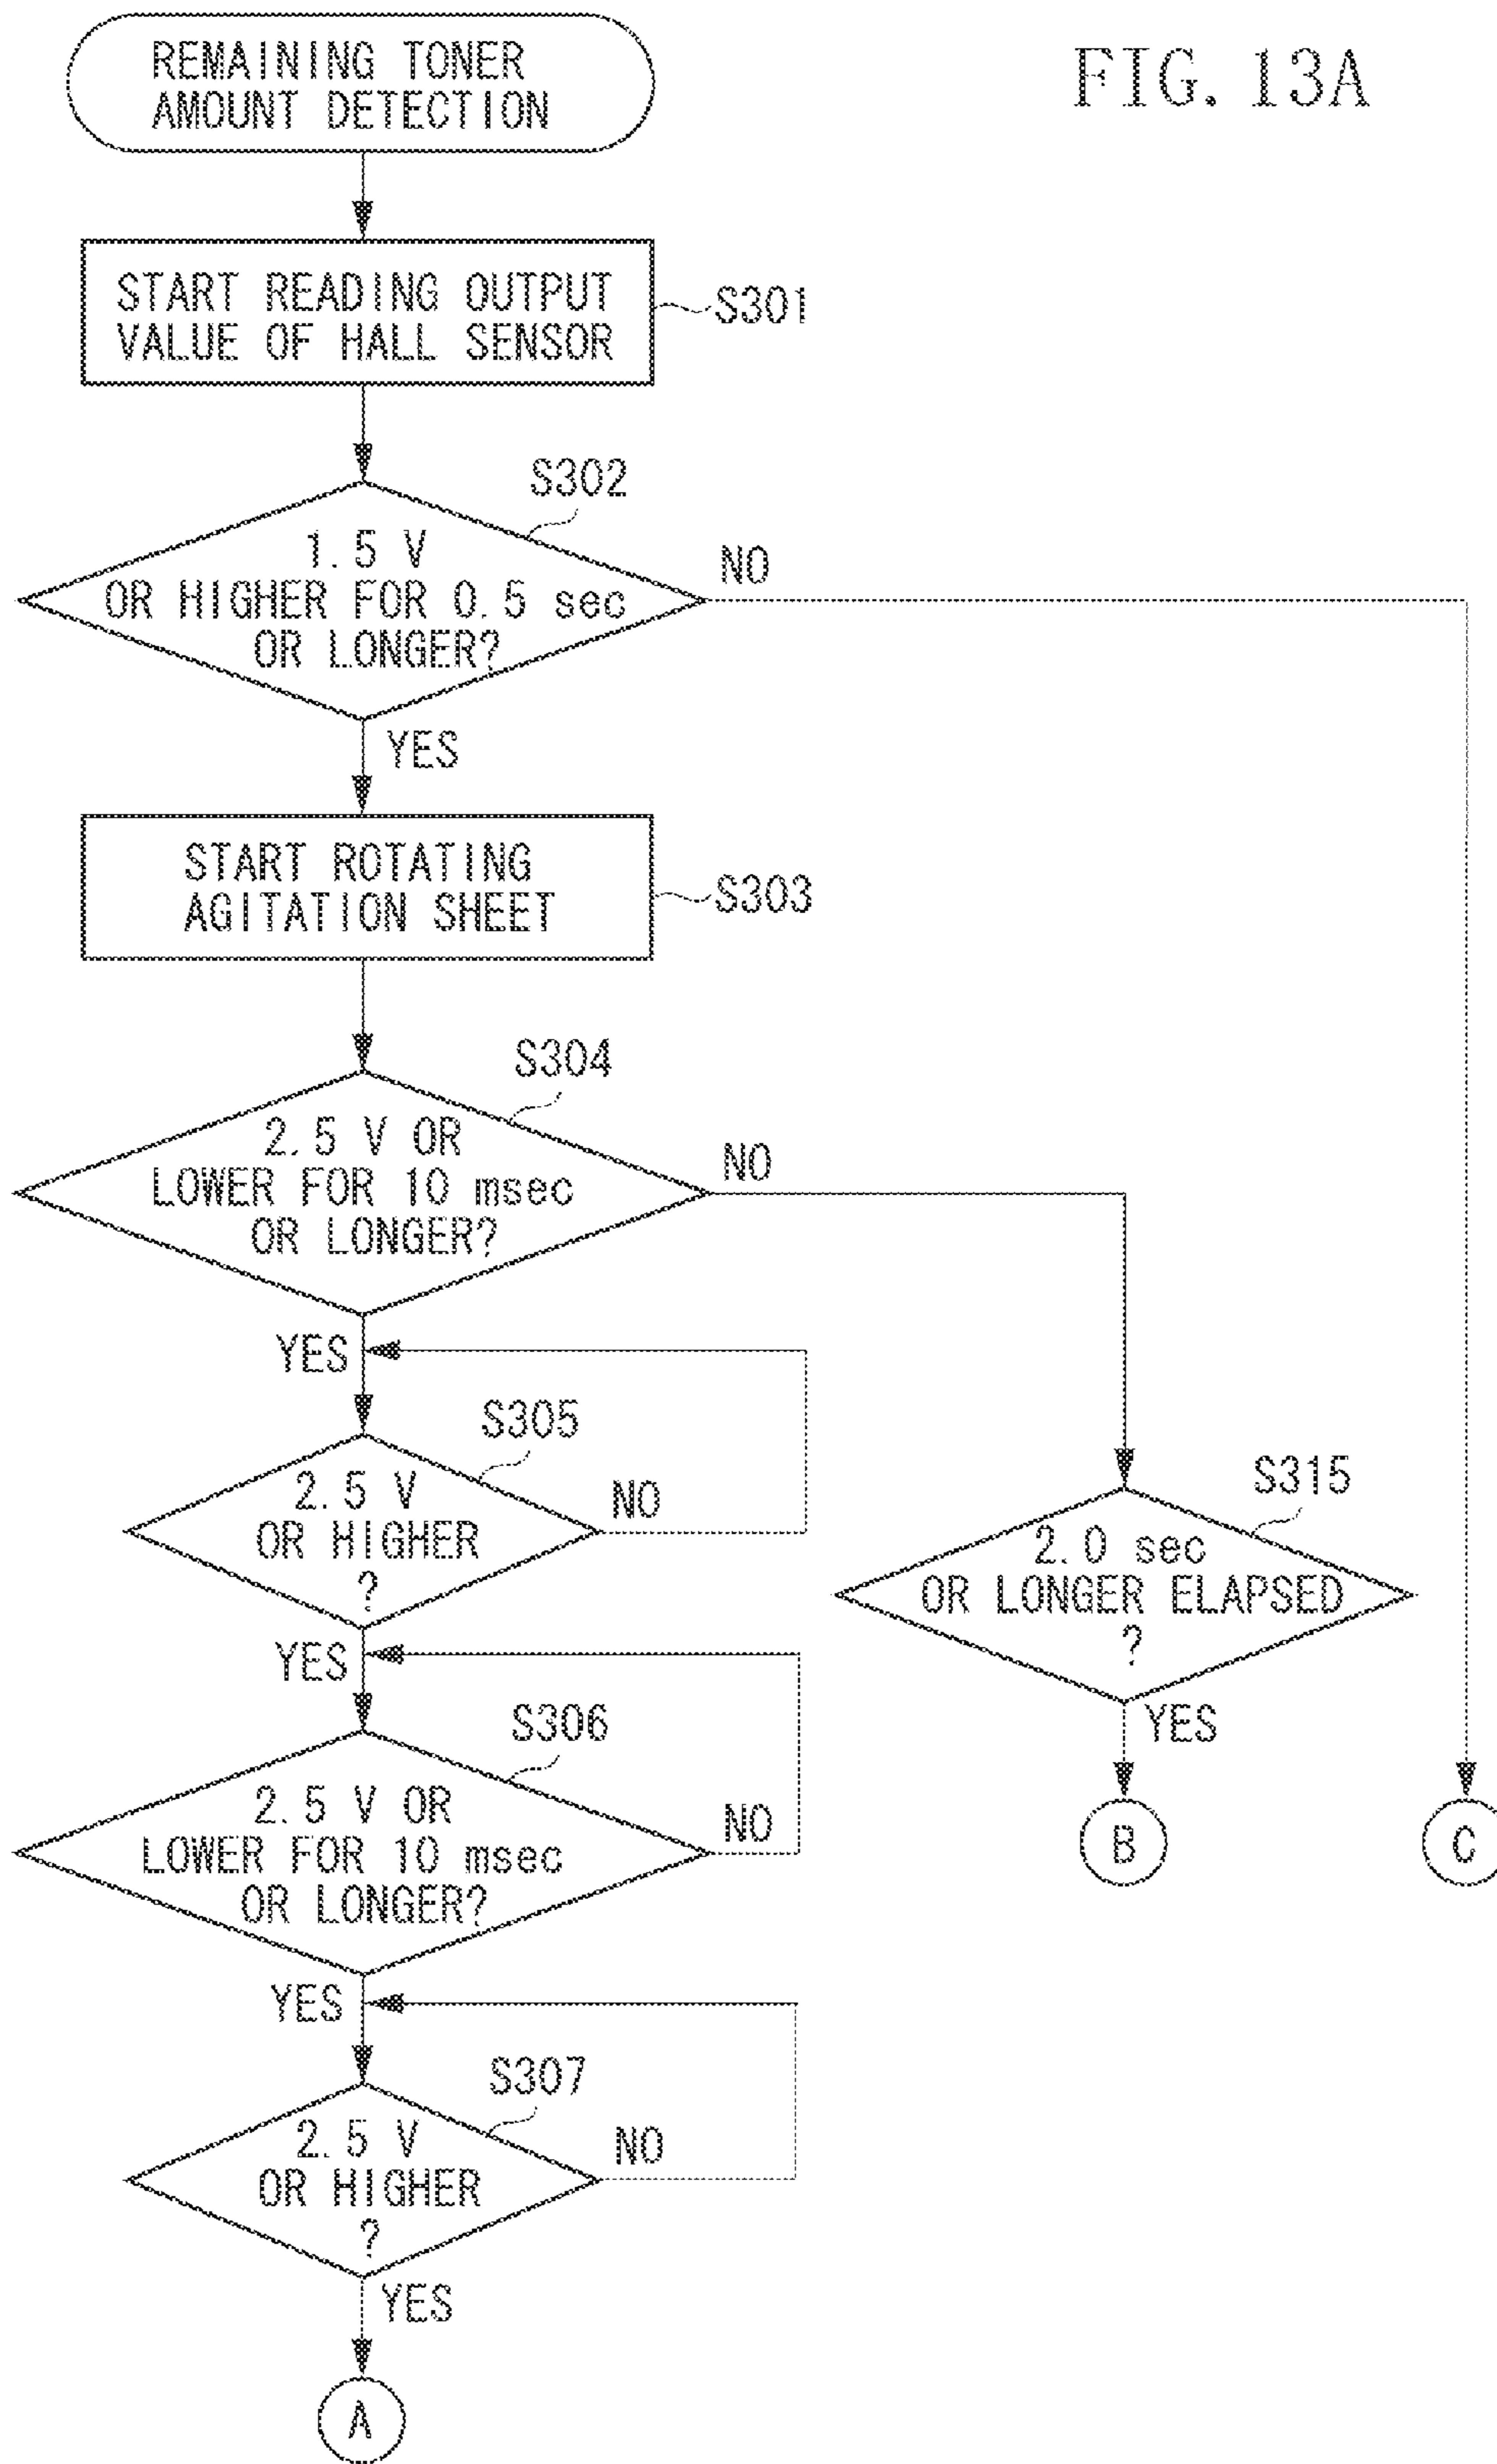 REMAINING TONER
AMOUNT DETECTION
FIG. 13A
START READING OUTPUT
VALUE OF HALL SENSOR
S301
S302
1.5 V
OR HIGHER FOR 0.5 sec
OR LONGER?
NO
YES
START ROTATING
AGITATION SHEET
S303
S304
2.5 V OR
LOWER FOR 10 msec
OR LONGER?
NO
YES
S305
2.5 V
OR HIGHER
?
NO
S315
2.0 sec
OR LONGER ELAPSED
?
YES
YES
S306
2.5 V OR
LOWER FOR 10 msec
OR LONGER?
NO
B
C
YES
S307
2.5 V
OR HIGHER
?
NO
YES
A